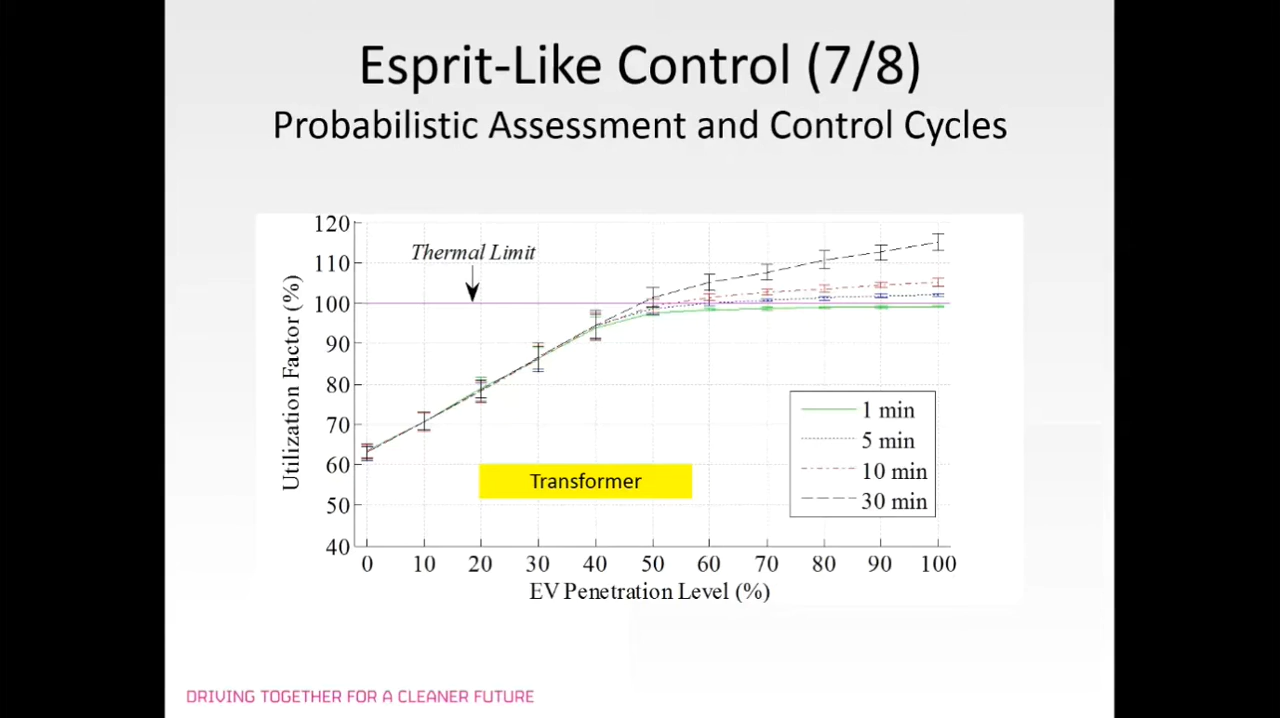 Esprit-Like Control (7/8)
Probabilistic Assessment and Control Cycles
120
110
100
90
80
70
60
50
40
Utilization Factor (%)
Thermal Limit
Transformer
1 min
5 min
10 min
30 min
0 10 20 30 40 50 60 70 80 90 100
EV Penetration Level (%)
DRIVING TOGETHER FOR A CLEANER FUTURE